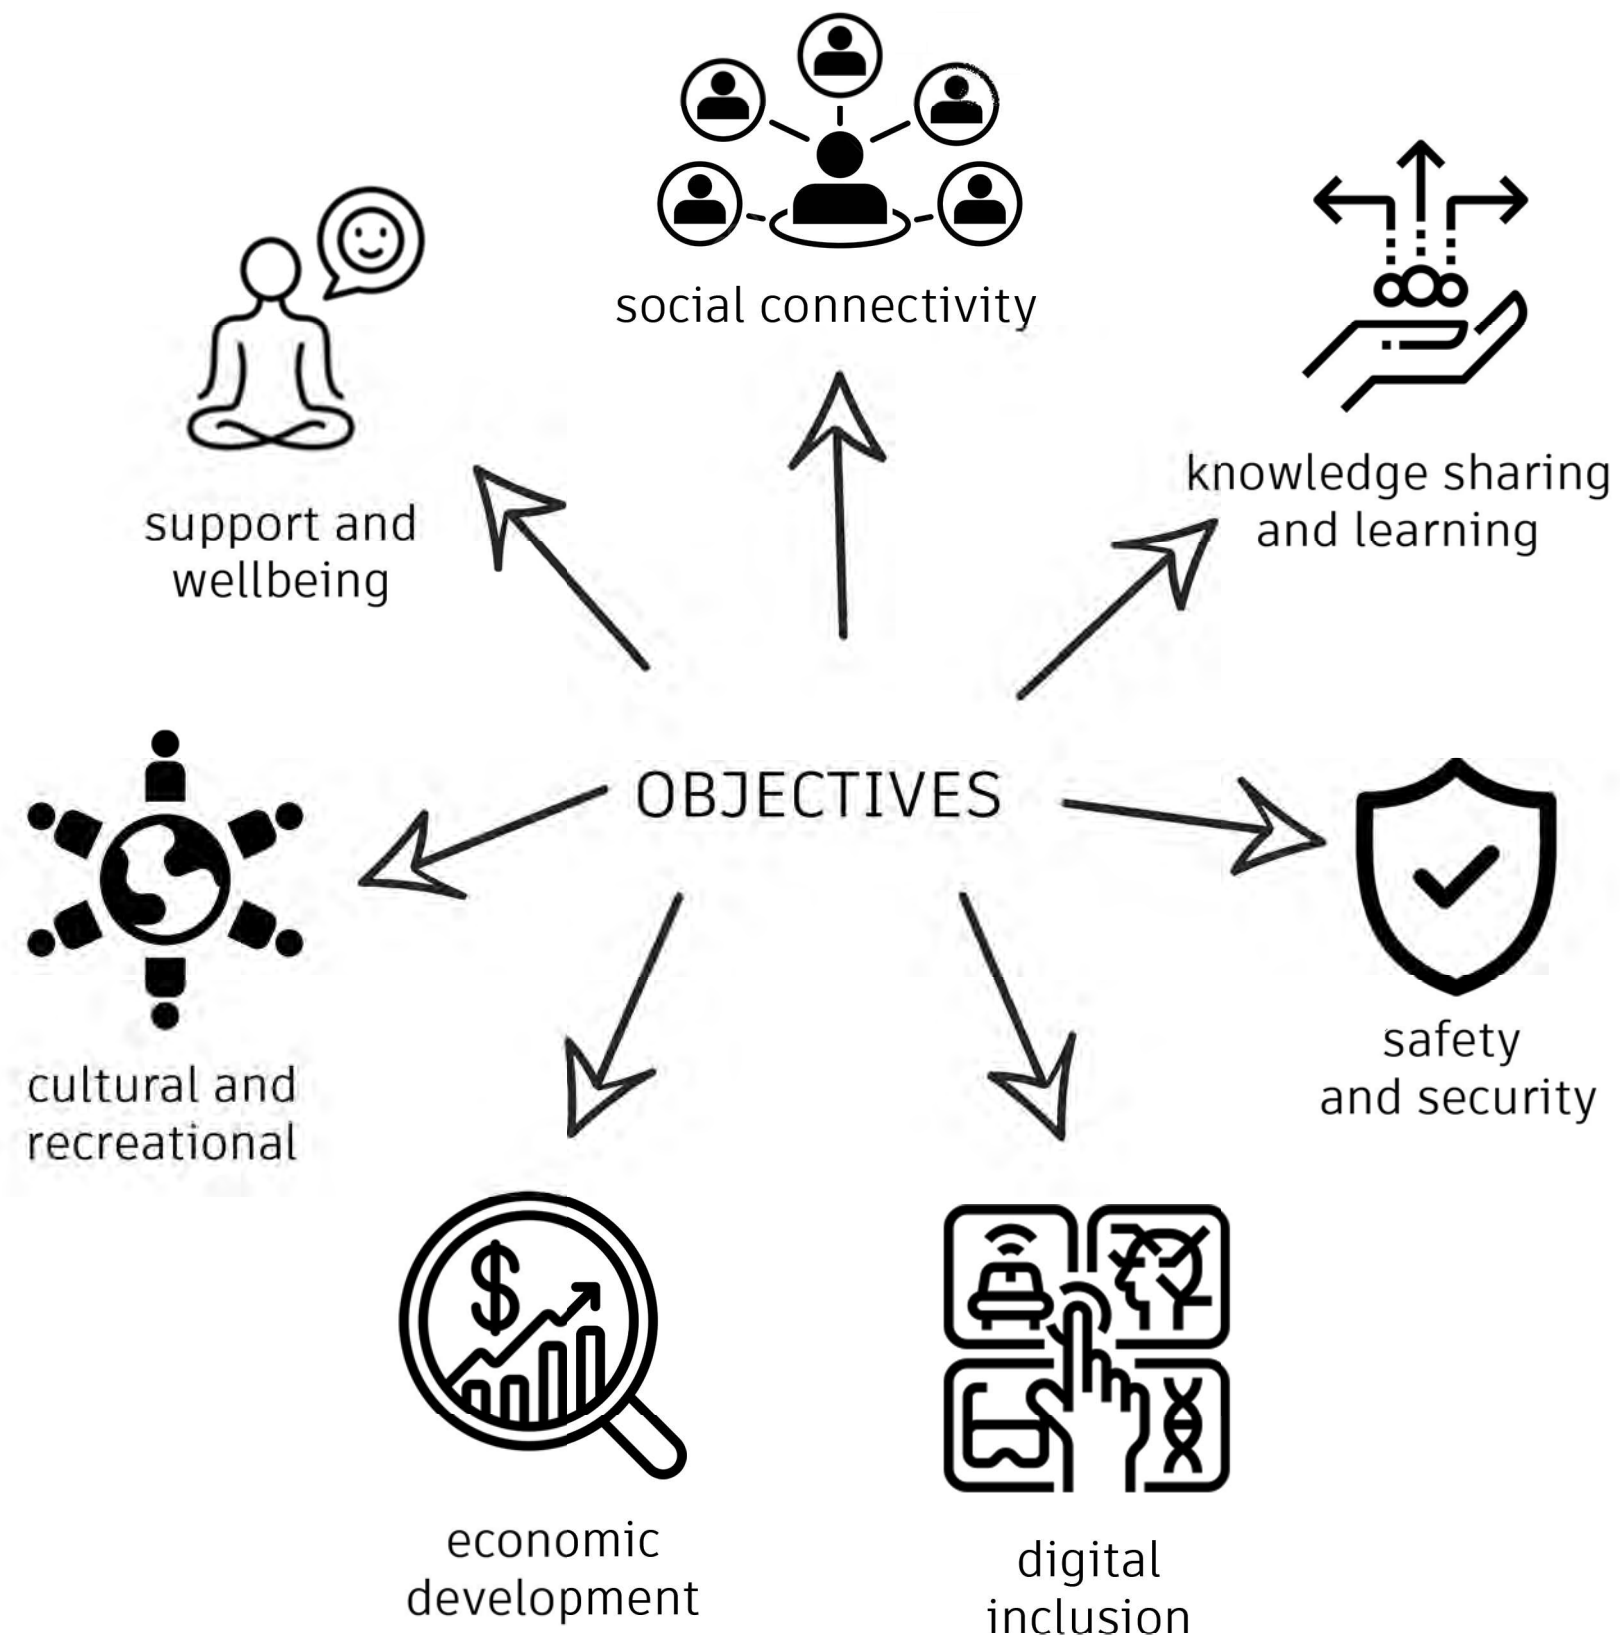 social connectivity
knowledge sharing
and learning
support and
wellbeing
OBJECTIVES
safety
and security
cultural and
recreational
economic
development
digital
inclusion
$